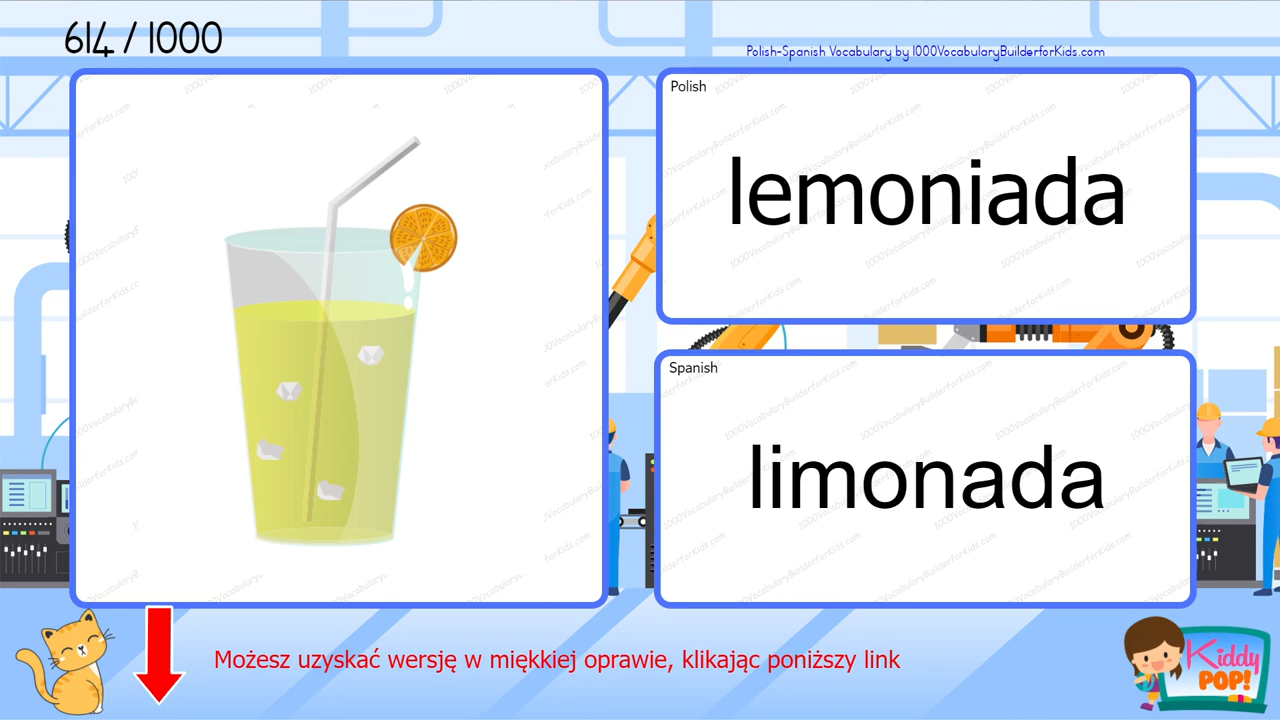 614 / 1000
Polish-Spanish Vocabulary by 1000VocabularyBuilderforKids.com
Polish
lemoniada
Spanish
limonada
Możesz uzyskać wersję w miękkiej oprawie, klikając poniższy link
Kiddy
POP!